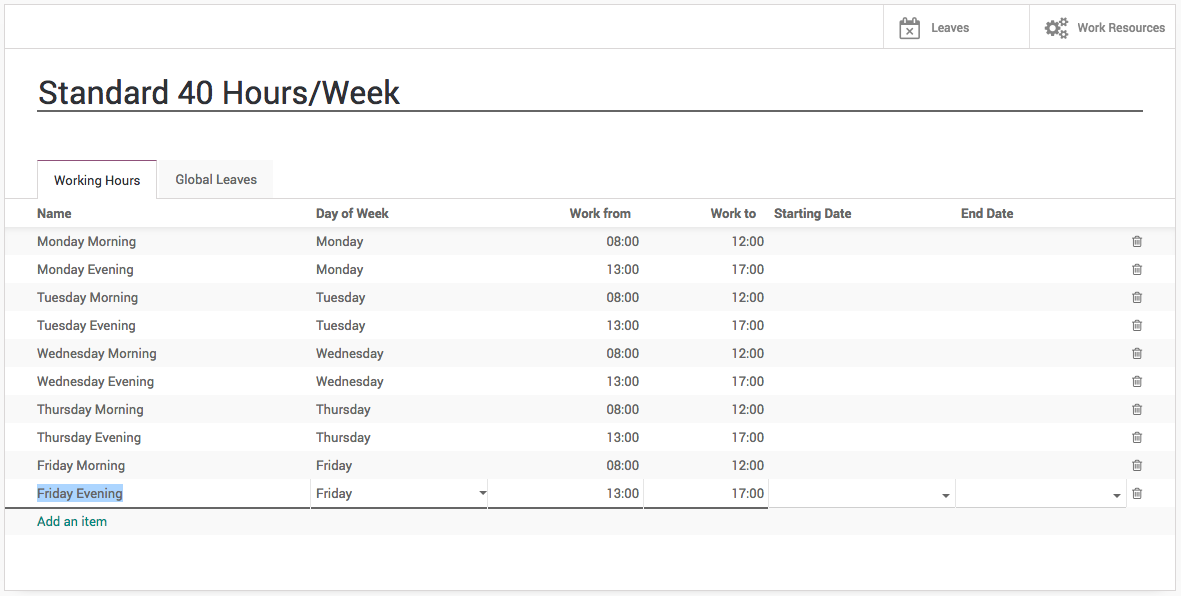 Leaves Work Resources
Standard 40 Hours/Week
Working Hours Global Leaves
Name Day of Week Work from Work to Starting Date End Date
Monday Morning Monday 08:00 12:00
Monday Evening Monday 13:00 17:00
Tuesday Morning Tuesday 08:00 12:00
Tuesday Evening Tuesday 13:00 17:00
Wednesday Morning Wednesday 08:00 12:00
Wednesday Evening Wednesday 13:00 17:00
Thursday Morning Thursday 08:00 12:00
Thursday Evening Thursday 13:00 17:00
Friday Morning Friday 08:00 12:00
Friday Evening Friday 13:00 17:00
Add an item